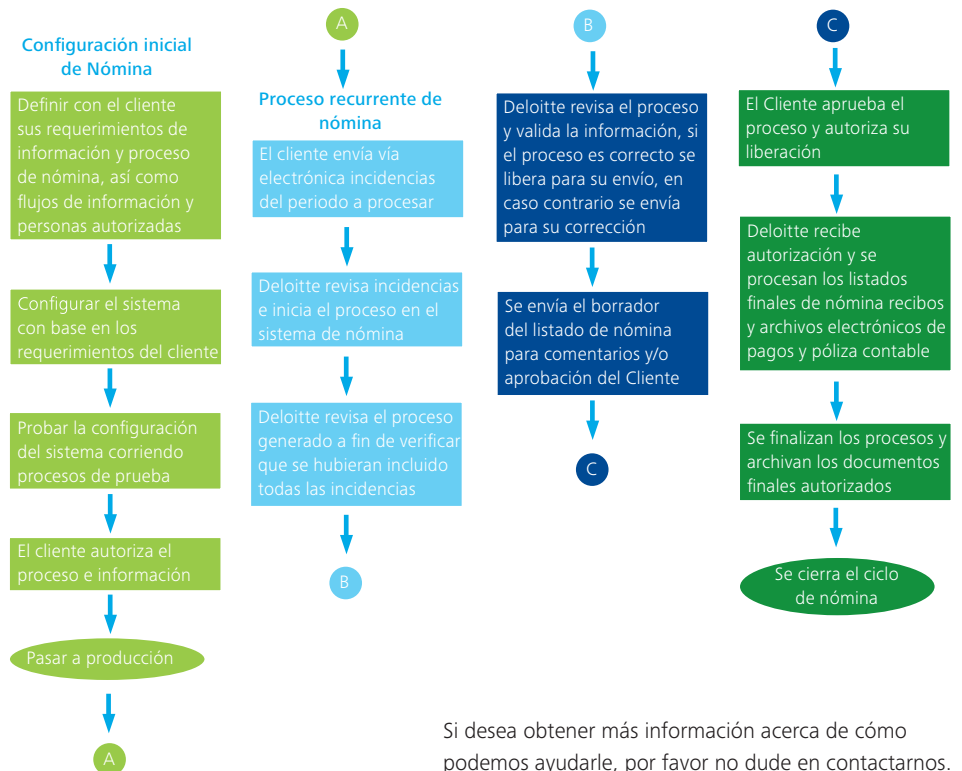 Configuración inicial
de Nómina
Definir con el cliente
sus requerimientos de
información y proceso
de nómina, así como
flujos de información y
personas autorizadas
Configurar el sistema
con base en los
requerimientos del cliente
Probar la configuración
del sistema corriendo
procesos de prueba
El cliente autoriza el
proceso e información
Pasar a producción
A
A
Proceso recurrente de
nómina
El cliente envía vía
electrónica incidencias
del periodo a procesar
Deloitte revisa incidencias
e inicia el proceso en el
sistema de nómina
Deloitte revisa el proceso
generado a fin de verificar
que se hubieran incluido
todas las incidencias
B
B
Deloitte revisa el proceso
y valida la información, si
el proceso es correcto se
libera para su envío, en
caso contrario se envía
para su corrección
Se envía el borrador
del listado de nómina
para comentarios y/o
aprobación del Cliente
C
C
El Cliente aprueba el
proceso y autoriza su
liberación
Deloitte recibe
autorización y se
procesan los listados
finales de nómina recibos
y archivos electrónicos de
pagos y póliza contable
Se finalizan los procesos y
archivan los documentos
finales autorizados
Se cierra el ciclo
de nómina
Si desea obtener más información acerca de cómo
podemos ayudarle, por favor no dude en contactarnos.